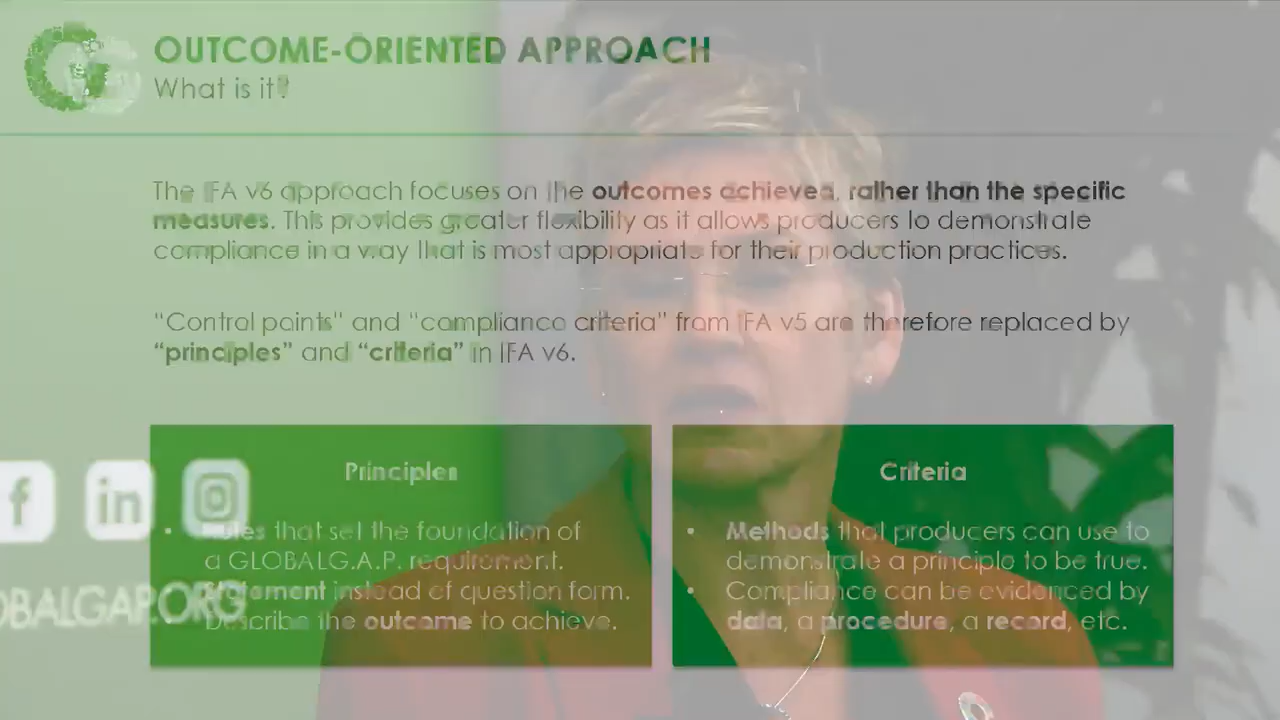 OUTCOME-ORIENTED APPROACH
What is it?
The IFA v6 approach focuses on the outcomes achieved, rather than the specific
measures. This provides greater flexibility as it allows producers to demonstrate
compliance in a way that is most appropriate for their production practices.
“Control points” and “compliance criteria” from IFA v5 are therefore replaced by
“principles” and “criteria” in IFA v6.
Principles
• Rules that set the foundation of
a GLOBALG.A.P. requirement.
Statement instead of question form.
Describe the outcome to achieve.
Criteria
• Methods that producers can use to
demonstrate a principle to be true.
• Compliance can be evidenced by
data, a procedure, a record, etc.
f in
OBALGAP.ORG